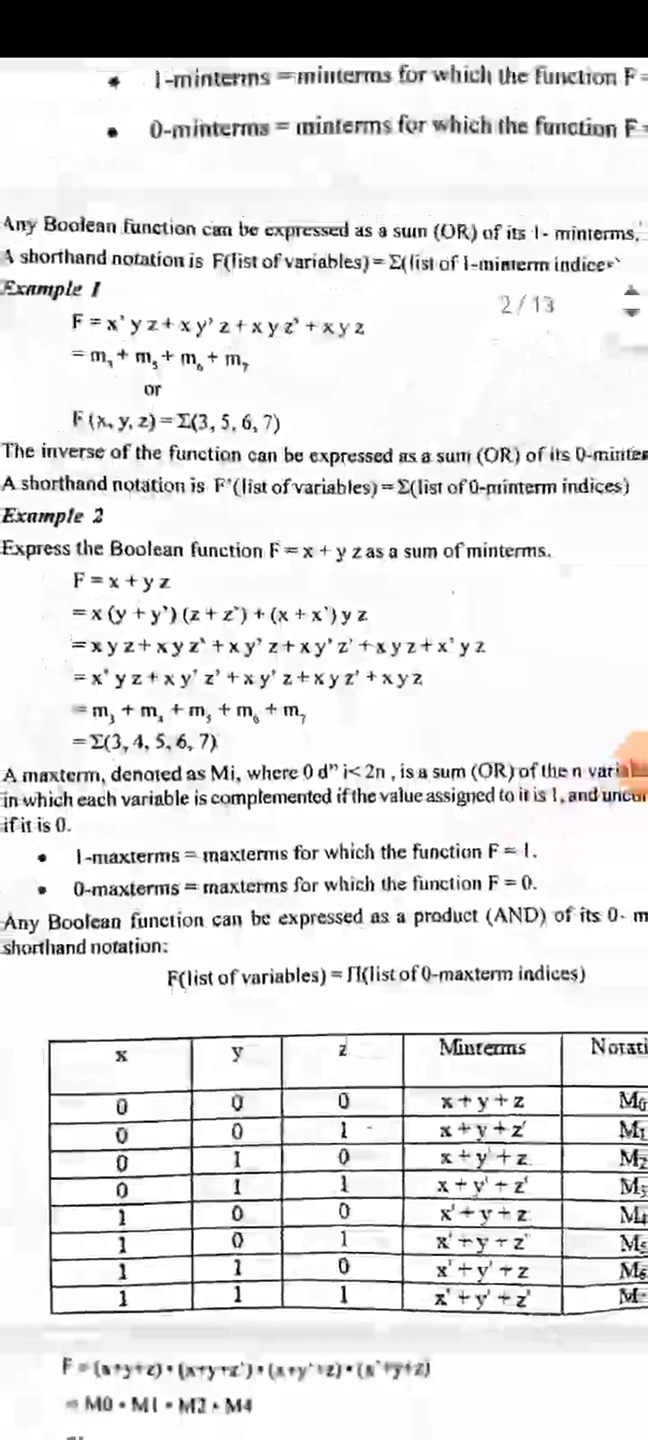 1-minterms = minterms for which the function F =
0-minterms = minterms for which the function F =
Any Boolean function can be expressed as a sum (OR) of its 1- minterms.
A shorthand notation is F(list of variables) = Σ(list of 1-minterm indices
Example 1
2/13
F = x' y z + x y' z + x y z' + x y z
= m3 + m5 + m6 + m7
or
F (x, y, z) = Σ(3, 5, 6, 7)
The inverse of the function can be expressed as a sum (OR) of its 0-minter
A shorthand notation is F'(list of variables) = Σ(list of 0-minterm indices)
Example 2
Express the Boolean function F = x + y z as a sum of minterms.
F = x + y z
= x (y + y') (z + z') + (x + x') y z
= x y z + x y z' + x y' z + x y' z' + x y z + x' y z
= x' y z + x y' z' + x y' z + x y z' + x y z
= m3 + m4 + m5 + m6 + m7
= Σ(3, 4, 5, 6, 7)
A maxterm, denoted as Mi, where 0 d" i< 2n , is a sum (OR) of the n variabl
in which each variable is complemented if the value assigned to it is 1, and uncom
if it is 0.
1-maxterms = maxterms for which the function F = 1.
0-maxterms = maxterms for which the function F = 0.
Any Boolean function can be expressed as a product (AND) of its 0- m
shorthand notation:
F(list of variables) = Π(list of 0-maxterm indices)
x y z Minterms Notati
0 0 0 x + y + z M0
0 0 1 x + y + z' M1
0 1 0 x + y' + z M2
0 1 1 x + y' + z' M3
1 0 0 x' + y + z M4
1 0 1 x' + y + z' M5
1 1 0 x' + y' + z M6
1 1 1 x' + y' + z' M
F = (x+y+z) • (x+y+z') • (x+y'+z) • (x'+y+z)
= M0 • M1 • M2 • M4